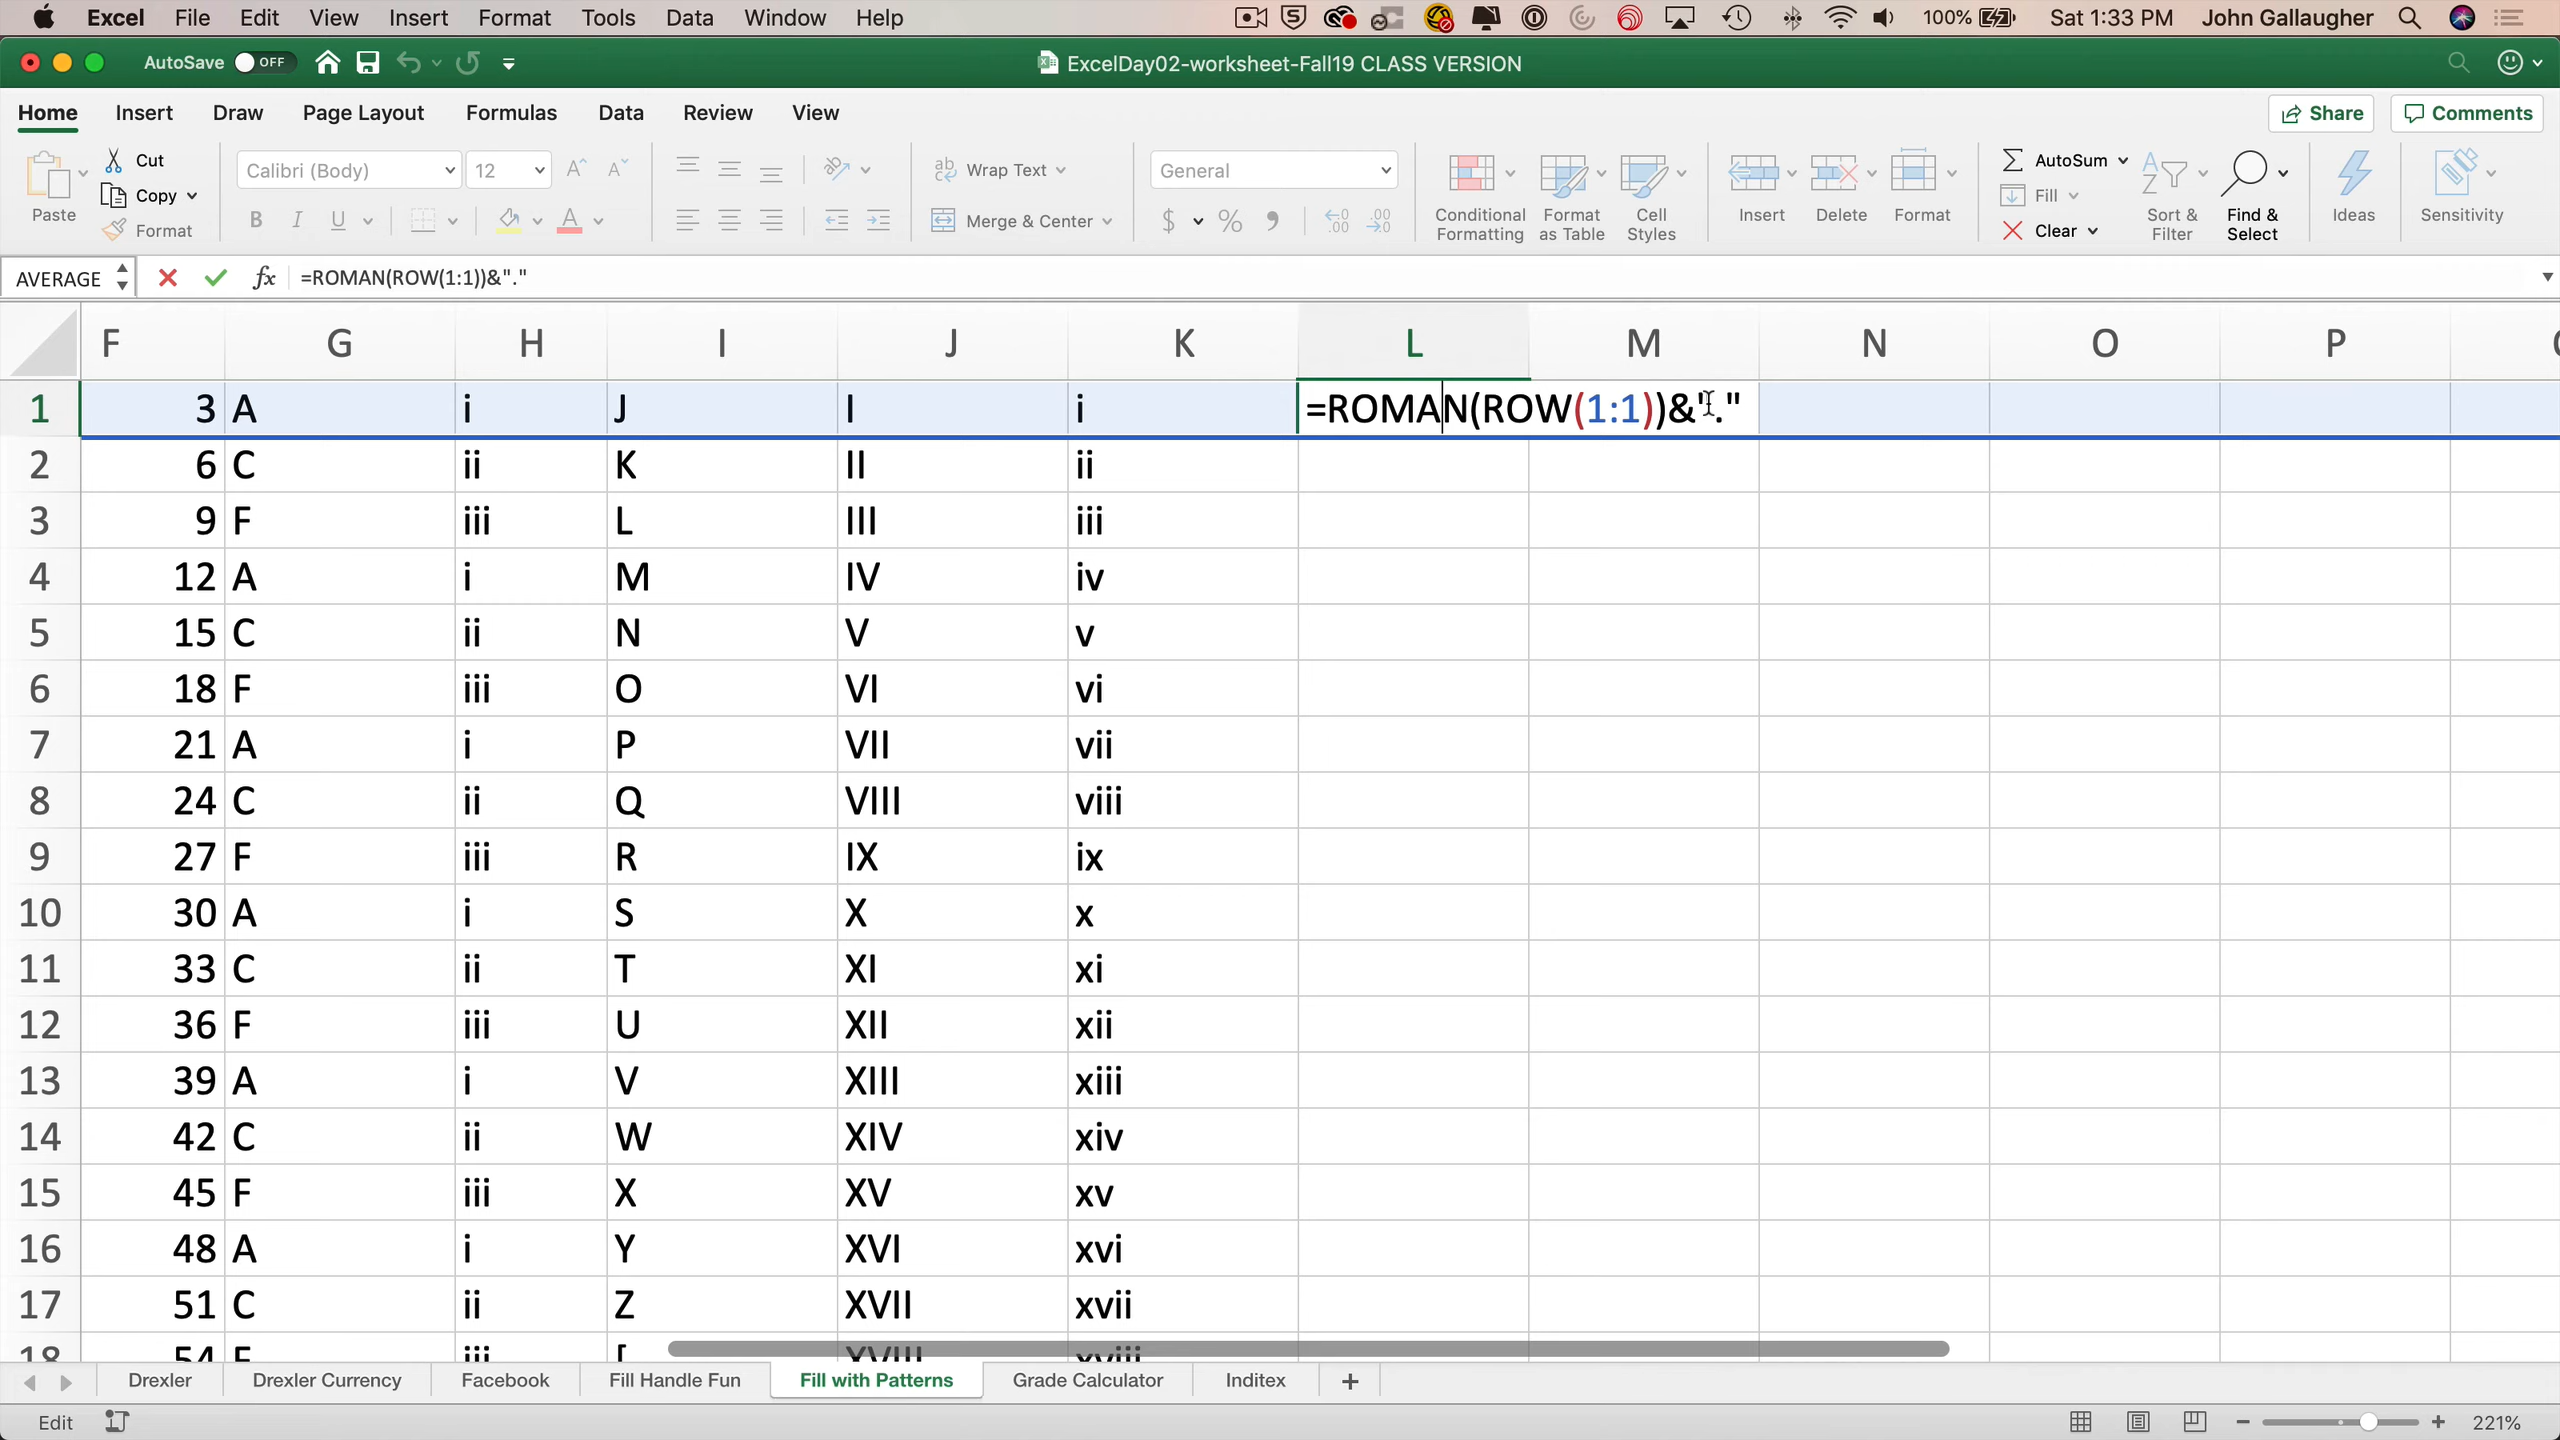 Excel File Edit View Insert Format Tools Data Window Help 100% Sat 1:33 PM John Gallaugher
AutoSave OFF ExcelDay02-worksheet-Fall19 CLASS VERSION
Home Insert Draw Page Layout Formulas Data Review View Share Comments
Paste Cut Copy Format Calibri (Body) 12 A^ Aˇ B I U A ab Wrap Text Merge & Center General $ % , Conditional Formatting Format as Table Cell Styles Insert Delete Format AutoSum Fill Clear Sort & Filter Find & Select Ideas Sensitivity
AVERAGE fx =ROMAN(ROW(1:1))&"."
F G H I J K L M N O P
1 3 A i J I i =ROMAN(ROW(1:1))&"."
2 6 C ii K II ii
3 9 F iii L III iii
4 12 A i M IV iv
5 15 C ii N V v
6 18 F iii O VI vi
7 21 A i P VII vii
8 24 C ii Q VIII viii
9 27 F iii R IX ix
10 30 A i S X x
11 33 C ii T XI xi
12 36 F iii U XII xii
13 39 A i V XIII xiii
14 42 C ii W XIV xiv
15 45 F iii X XV xv
16 48 A i Y XVI xvi
17 51 C ii Z XVII xvii
18 54 F iii [ XVIII xviii
Drexler Drexler Currency Facebook Fill Handle Fun Fill with Patterns Grade Calculator Inditex +
Edit 221%